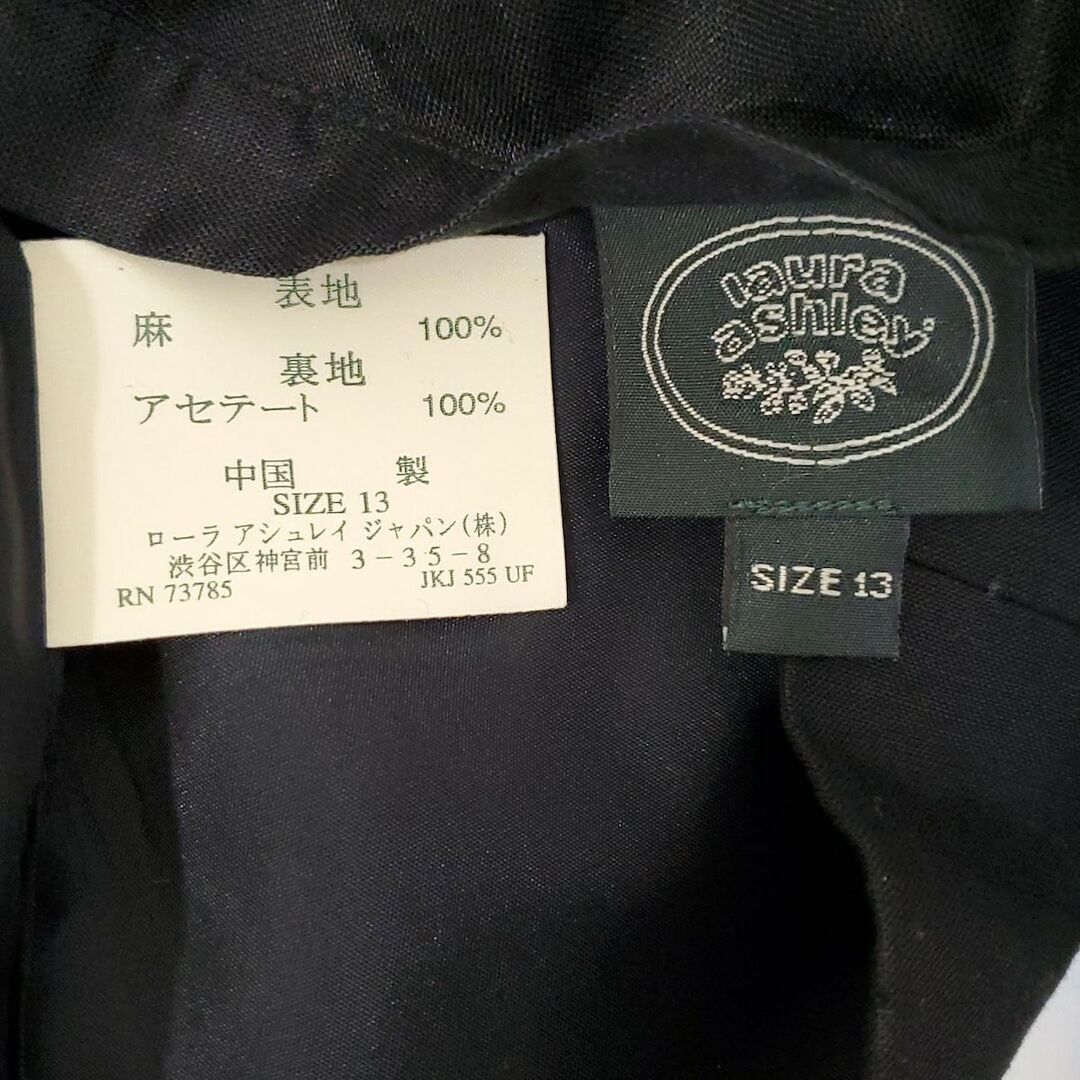 表地
麻 100%
裏地
アセテート 100%
中国 製
SIZE 13
ローラ アシュレイ ジャパン(株)
渋谷区神宮前 3-35-8
RN 73785 JKJ 555 UF
laura
ashley
SIZE 13